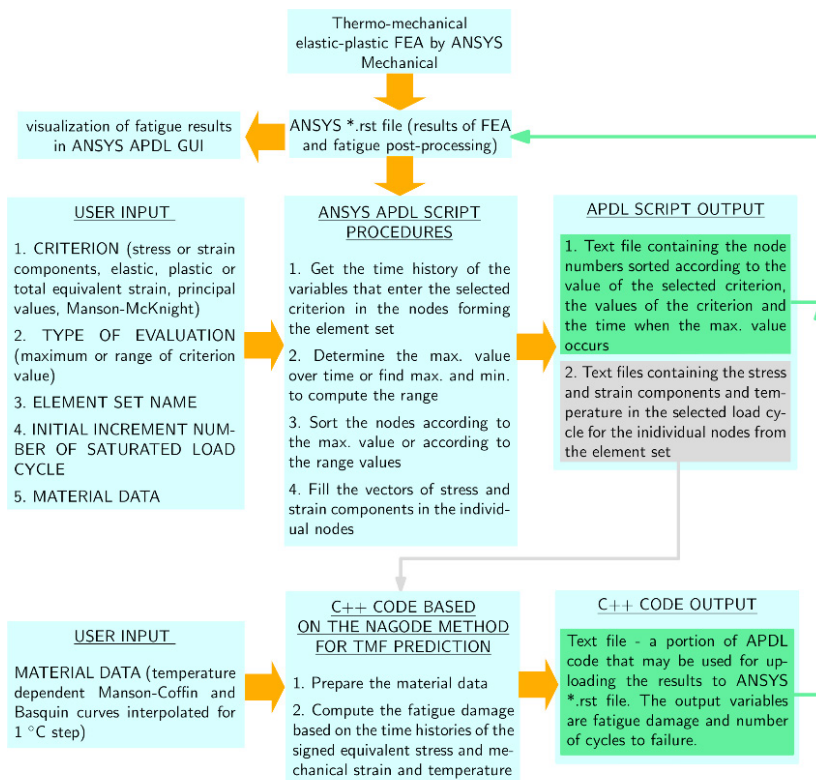 Thermo-mechanical
elastic-plastic FEA by ANSYS
Mechanical
visualization of fatigue results
in ANSYS APDL GUI
ANSYS *.rst file (results of FEA
and fatigue post-processing)
USER INPUT
1. CRITERION (stress or strain
components, elastic, plastic or
total equivalent strain, principal
values, Manson-McKnight)
2. TYPE OF EVALUATION
(maximum or range of criterion
value)
3. ELEMENT SET NAME
4. INITIAL INCREMENT NUM-
BER OF SATURATED LOAD
CYCLE
5. MATERIAL DATA
ANSYS APDL SCRIPT
PROCEDURES
1. Get the time history of the
variables that enter the selected
criterion in the nodes forming
the element set
2. Determine the max. value
over time or find max. and min.
to compute the range
3. Sort the nodes according to
the max. value or according to
the range values
4. Fill the vectors of stress and
strain components in the individ-
ual nodes
APDL SCRIPT OUTPUT
1. Text file containing the node
numbers sorted according to the
value of the selected criterion,
the values of the criterion and
the time when the max. value
occurs
2. Text files containing the stress
and strain components and tem-
perature in the selected load cy-
cle for the inidividual nodes from
the element set
USER INPUT
MATERIAL DATA (temperature
dependent Manson-Coffin and
Basquin curves interpolated for
1 °C step)
C++ CODE BASED
ON THE NAGODE METHOD
FOR TMF PREDICTION
1. Prepare the material data
2. Compute the fatigue damage
based on the time histories of the
signed equivalent stress and me-
chanical strain and temperature
C++ CODE OUTPUT
Text file - a portion of APDL
code that may be used for up-
loading the results to ANSYS
*.rst file. The output variables
are fatigue damage and number
of cycles to failure.